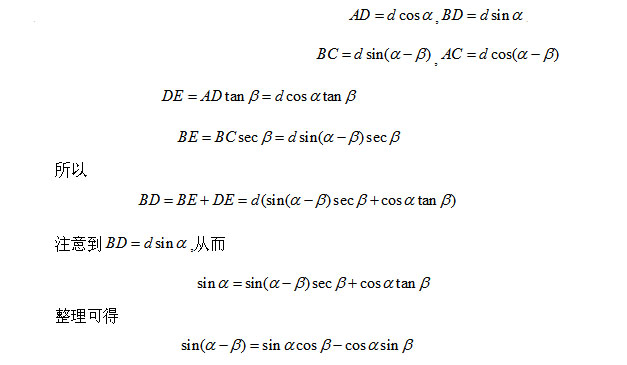 AD = d cos α, BD = d sin α
BC = d sin(α − β), AC = d cos(α − β)
DE = AD tan β = d cos α tan β
BE = BC sec β = d sin(α − β) sec β
所以
BD = BE + DE = d(sin(α − β) sec β + cos α tan β)
注意到 BD = d sin α ,从而
sin α = sin(α − β) sec β + cos α tan β
整理可得
sin(α − β) = sin α cos β − cos α sin β